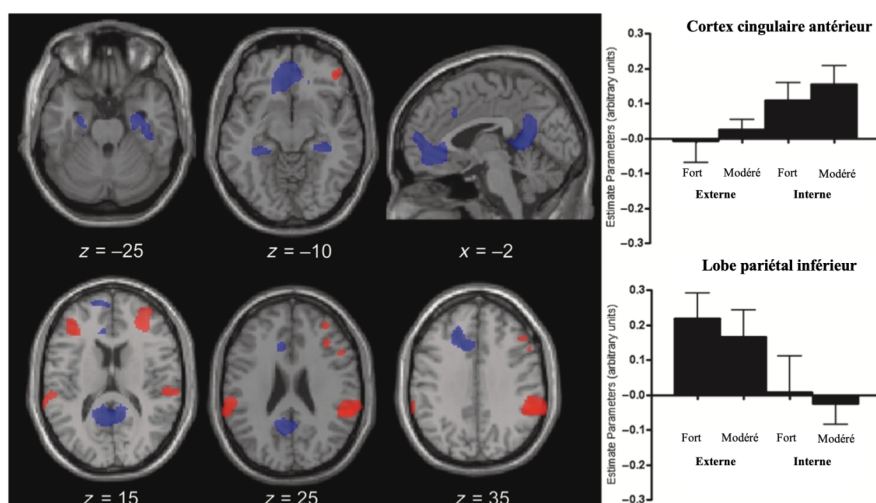 z = –25
z = –10
x = –2
z = 15
z = 25
z = 35
Cortex cingulaire antérieur
Estimate Parameters (arbitrary units)
0.3
0.2
0.1
–0.0
–0.1
–0.2
–0.3
Fort Modéré Fort Modéré
Externe Interne
Lobe pariétal inférieur
Estimate Parameters (arbitrary units)
0.3
0.2
0.1
–0.0
–0.1
–0.2
–0.3
Fort Modéré Fort Modéré
Externe Interne